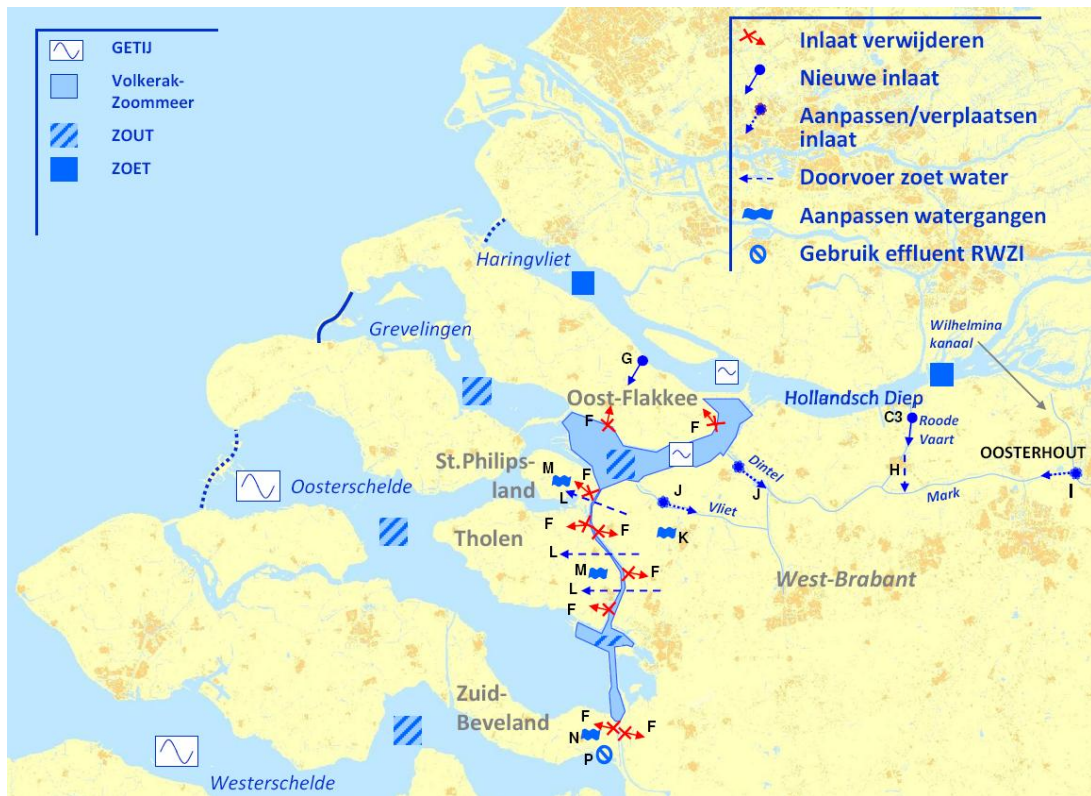 GETIJ
Volkerak-
Zoommeer
ZOUT
ZOET
Inlaat verwijderen
Nieuwe inlaat
Aanpassen/verplaatsen
inlaat
Doorvoer zoet water
Aanpassen watergangen
Gebruik effluent RWZI
Haringvliet
Grevelingen
Wilhelmina
kanaal
G
Oost-Flakkee
Hollandsch Diep
C3
Roode
Vaart
F
F
OOSTERHOUT
St.Philips-
land
M
F
L
Dintel
J
J
Vliet
H
Mark
I
Oosterschelde
Tholen
F
F
K
L
M
F
L
F
West-Brabant
Zuid-
Beveland
F
F
N
P
Westerschelde